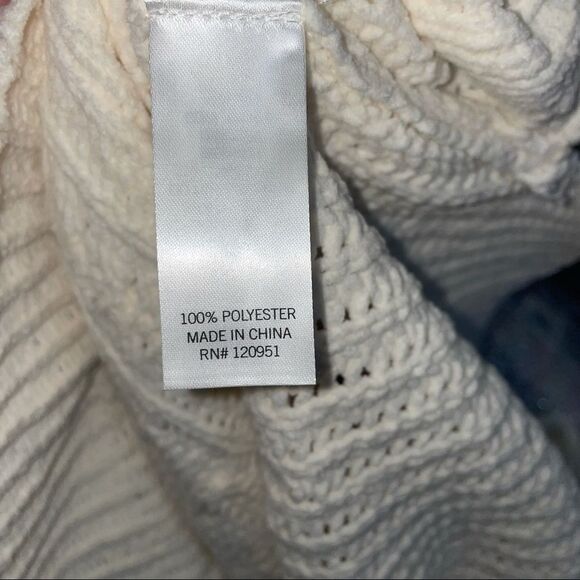 100% POLYESTER
MADE IN CHINA
RN# 120951